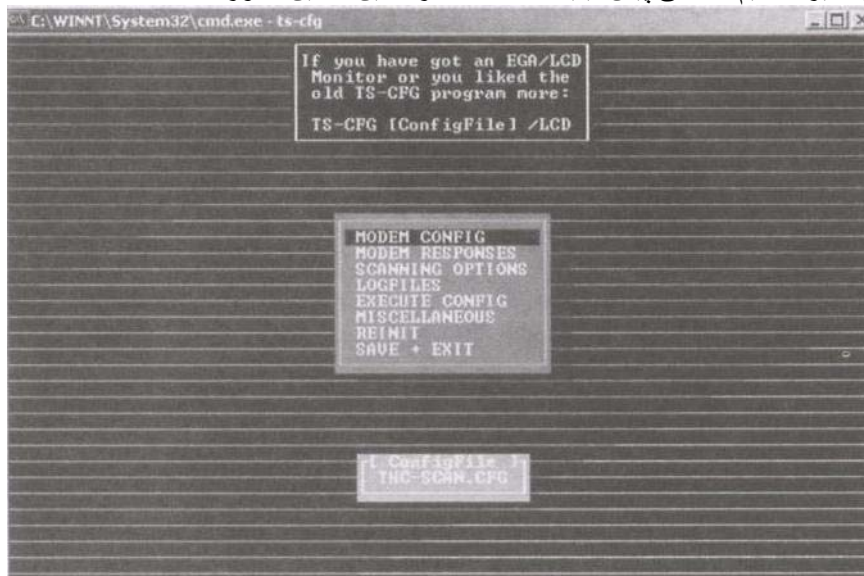 C:\WINNT\System32\cmd.exe - ts-cfg
If you have got an EGA/LCD
Monitor or you liked the
old TS-CFG program more:
TS-CFG [ConfigFile] /LCD
MODEM CONFIG
MODEM RESPONSES
SCANNING OPTIONS
LOGFILES
EXECUTE CONFIG
MISCELLANEOUS
REINIT
SAVE + EXIT
[ ConfigFile ]
THC-SCAN.CFG